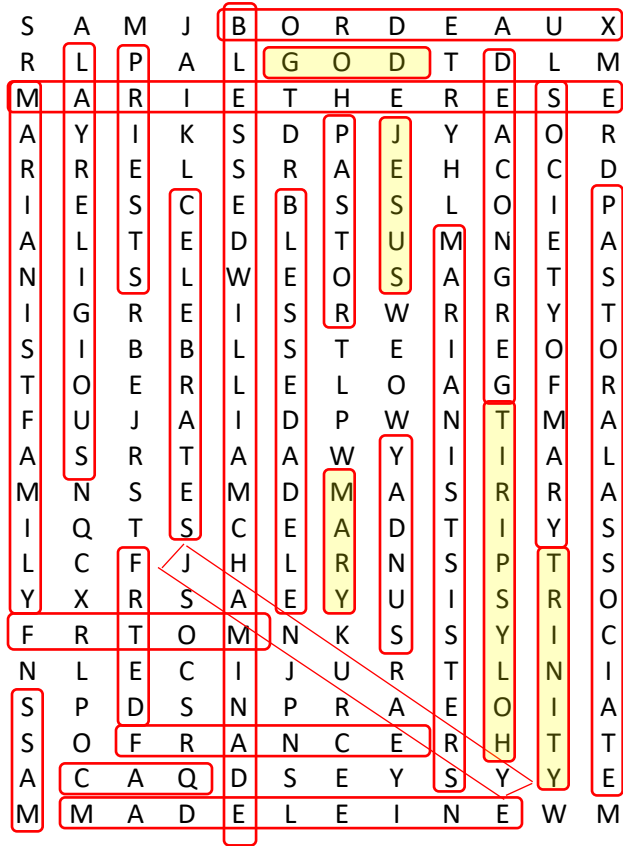 S A M J B O R D E A U X
R L P A L G O D T D L M
M A R I E T H E R E S E
A Y I K S D P J Y A O R
R R E L S R A E H C C D
I E S C E B S S L O I P
A L T E D L T U M N E A
N I S L W E O S A G T S
I G R E I S R W R R Y T
S I B B L S T E I E O O
T O E R L E L O A G F R
F U J A I D P W N T M A
A S R T A A W Y I I A L
M N S E M D M A S R R A
I Q T S C E A D T I Y S
L C F J H L R N S P T S
Y X R S A E Y U I S R O
F R T O M N K S S Y I C
N L E C I J U R T L N I
S P D S N P R A E O I A
S O F R A N C E R H T T
A C A Q D S E Y S Y Y E
M M A D E L E I N E W M